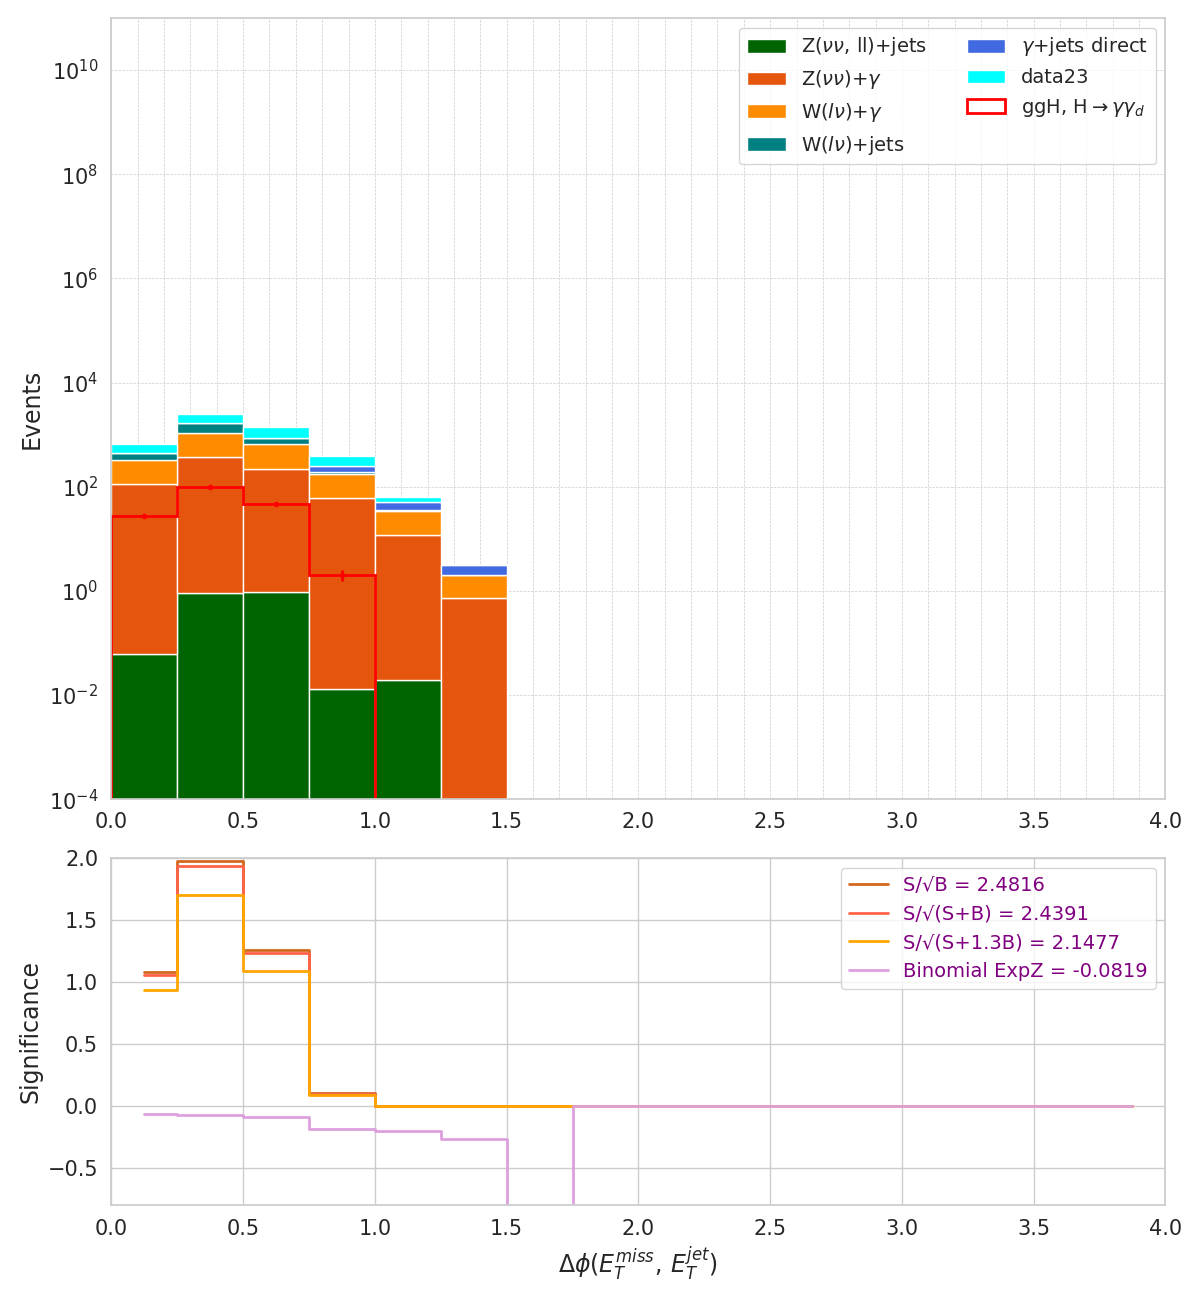 Z(νν, ll)+jets
Z(νν)+γ
W(lν)+γ
W(lν)+jets
γ+jets direct
data23
ggH, H → γγ_d
Events
10^10
10^8
10^6
10^4
10^2
10^0
10^−2
10^−4
0.0 0.5 1.0 1.5 2.0 2.5 3.0 3.5 4.0
S/√B = 2.4816
S/√(S+B) = 2.4391
S/√(S+1.3B) = 2.1477
Binomial ExpZ = -0.0819
Significance
2.0
1.5
1.0
0.5
0.0
−0.5
0.0 0.5 1.0 1.5 2.0 2.5 3.0 3.5 4.0
Δϕ(E_T^miss, E_T^jet)